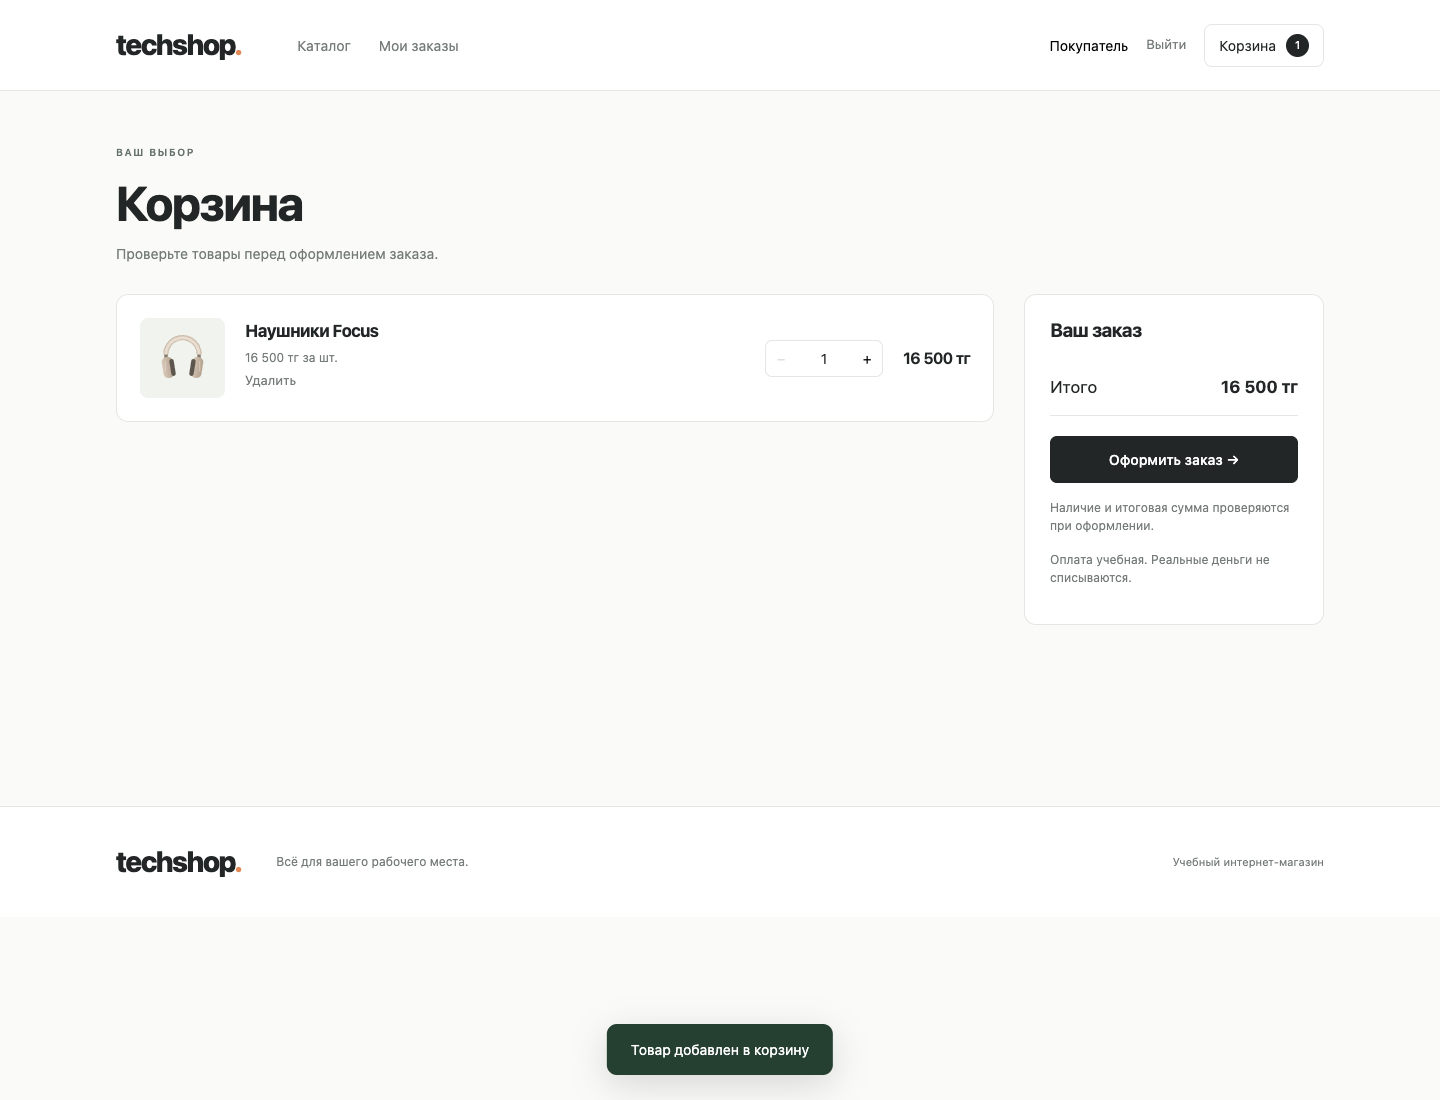 techshop.
Каталог
Мои заказы
Покупатель
Выйти
Корзина 1
ВАШ ВЫБОР
Корзина
Проверьте товары перед оформлением заказа.
Наушники Focus
16 500 тг за шт.
Удалить
− 1 +
16 500 тг
Ваш заказ
Итого 16 500 тг
Оформить заказ →
Наличие и итоговая сумма проверяются
при оформлении.
Оплата учебная. Реальные деньги не
списываются.
techshop.
Всё для вашего рабочего места.
Учебный интернет-магазин
Товар добавлен в корзину